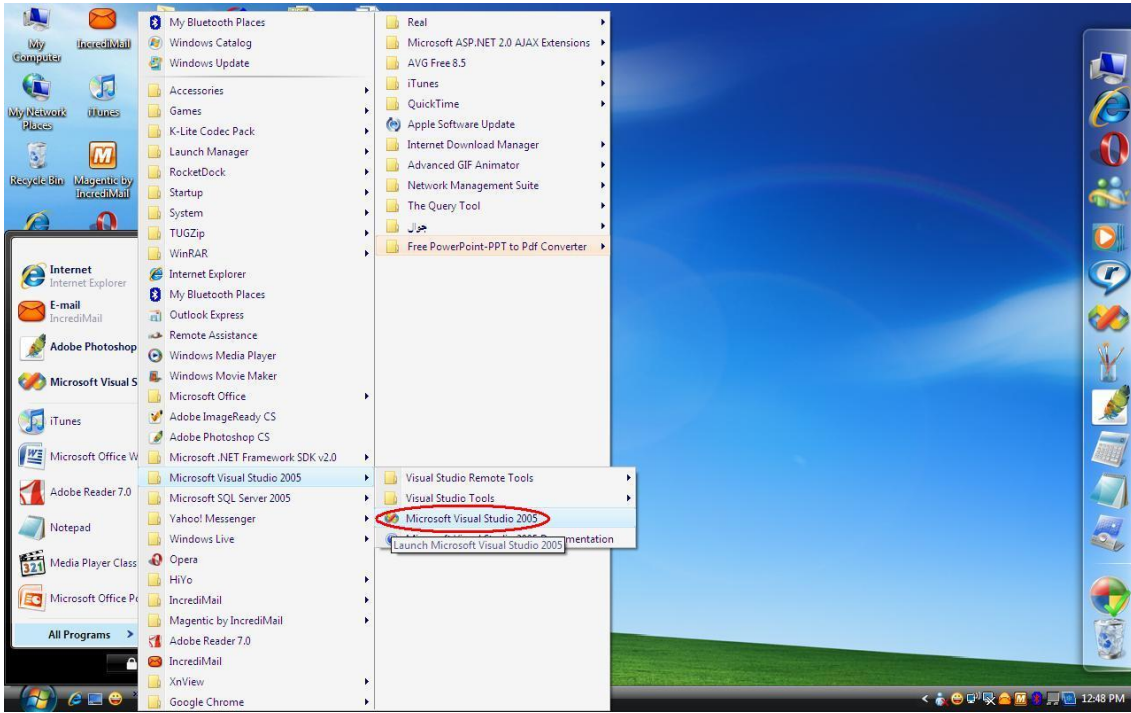 My Computer
IncrediMail
My Network Places
iTunes
Recycle Bin
Magentic by IncrediMail
Internet
Internet Explorer
E-mail
IncrediMail
Adobe Photoshop
Microsoft Visual S
iTunes
Microsoft Office W
Adobe Reader 7.0
Notepad
Media Player Class
Microsoft Office Po
All Programs
My Bluetooth Places
Windows Catalog
Windows Update
Accessories
Games
K-Lite Codec Pack
Launch Manager
RocketDock
Startup
System
TUGZip
WinRAR
Internet Explorer
My Bluetooth Places
Outlook Express
Remote Assistance
Windows Media Player
Windows Movie Maker
Microsoft Office
Adobe ImageReady CS
Adobe Photoshop CS
Microsoft .NET Framework SDK v2.0
Microsoft Visual Studio 2005
Microsoft SQL Server 2005
Yahoo! Messenger
Windows Live
Opera
HiYo
IncrediMail
Magentic by IncrediMail
Adobe Reader 7.0
IncrediMail
XnView
Google Chrome
Real
Microsoft ASP.NET 2.0 AJAX Extensions
AVG Free 8.5
iTunes
QuickTime
Apple Software Update
Internet Download Manager
Advanced GIF Animator
Network Management Suite
The Query Tool
جوال
Free PowerPoint-PPT to Pdf Converter
Visual Studio Remote Tools
Visual Studio Tools
Microsoft Visual Studio 2005
Launch Microsoft Visual Studio 2005
12:48 PM